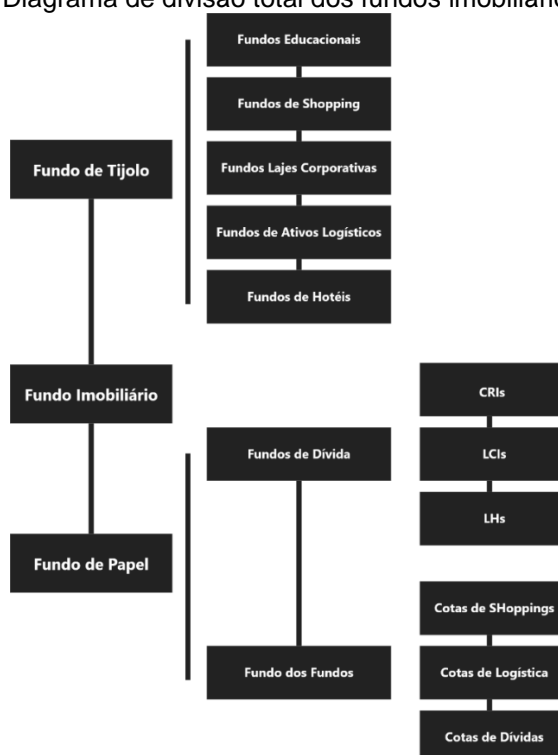 Diagrama de divisão total dos fundos imobiliário
Fundos Educacionais
Fundos de Shopping
Fundo de Tijolo
Fundos Lajes Corporativas
Fundos de Ativos Logísticos
Fundos de Hotéis
Fundo Imobiliário
CRIs
Fundos de Dívida
LCIs
LHs
Fundo de Papel
Cotas de SHoppings
Fundo dos Fundos
Cotas de Logística
Cotas de Dívidas